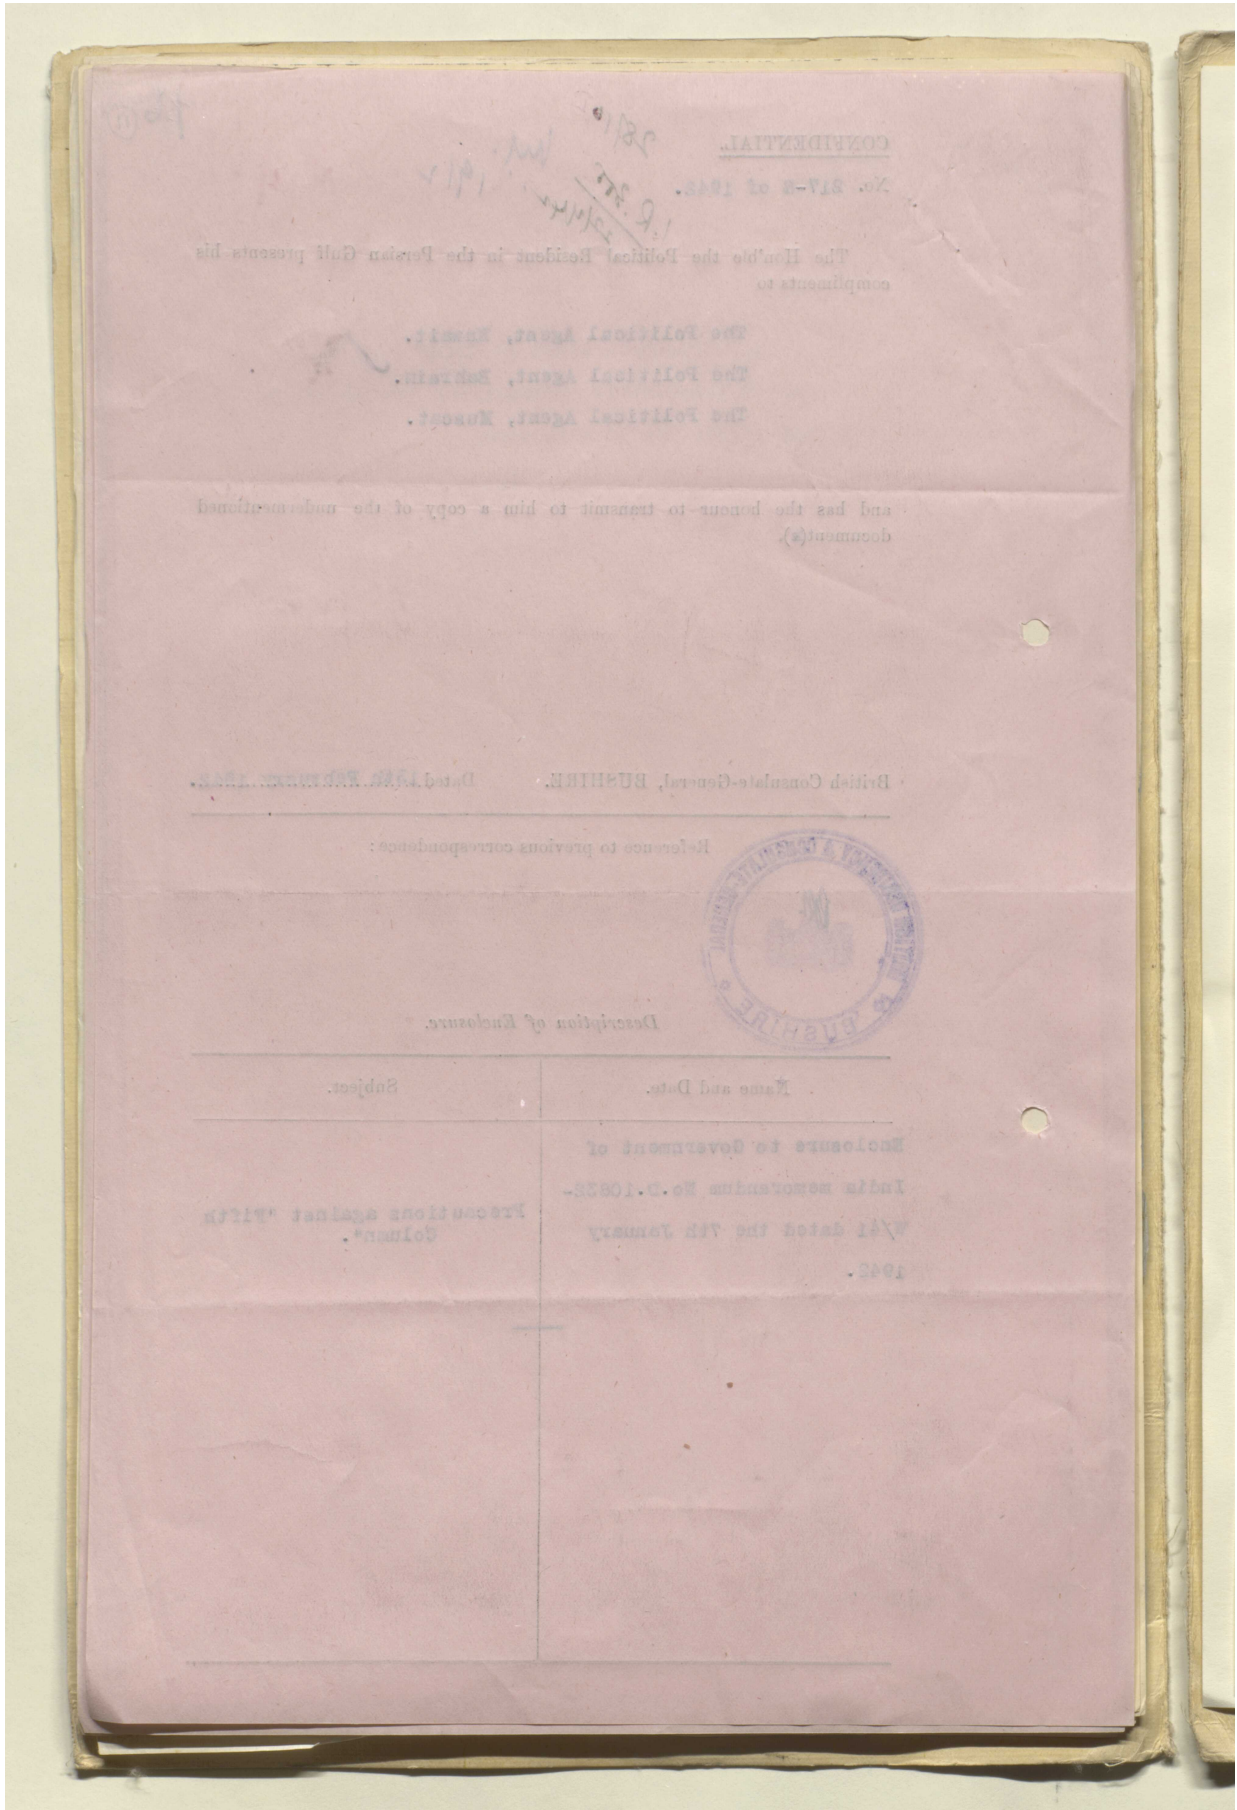 CONFIDENTIAL.
No. 217-S of 1942.
The Hon'ble the Political Resident in the Persian Gulf presents his
compliments to
The Political Agent, Kuwait.
The Political Agent, Bahrain.
The Political Agent, Muscat.
and has the honour to transmit to him a copy of the undermentioned
document(s).
British Consulate-General, BUSHIRE. Dated February 1942.
Reference to previous correspondence:
BRITISH RESIDENCY & CONSULATE-GENERAL
BUSHIRE
Description of Enclosure.
Name and Date. Subject.
Enclosure to Government of
India memorandum No.D.10832-
W/41 dated the 7th January
1942.
Precautions against "Fifth
Column".